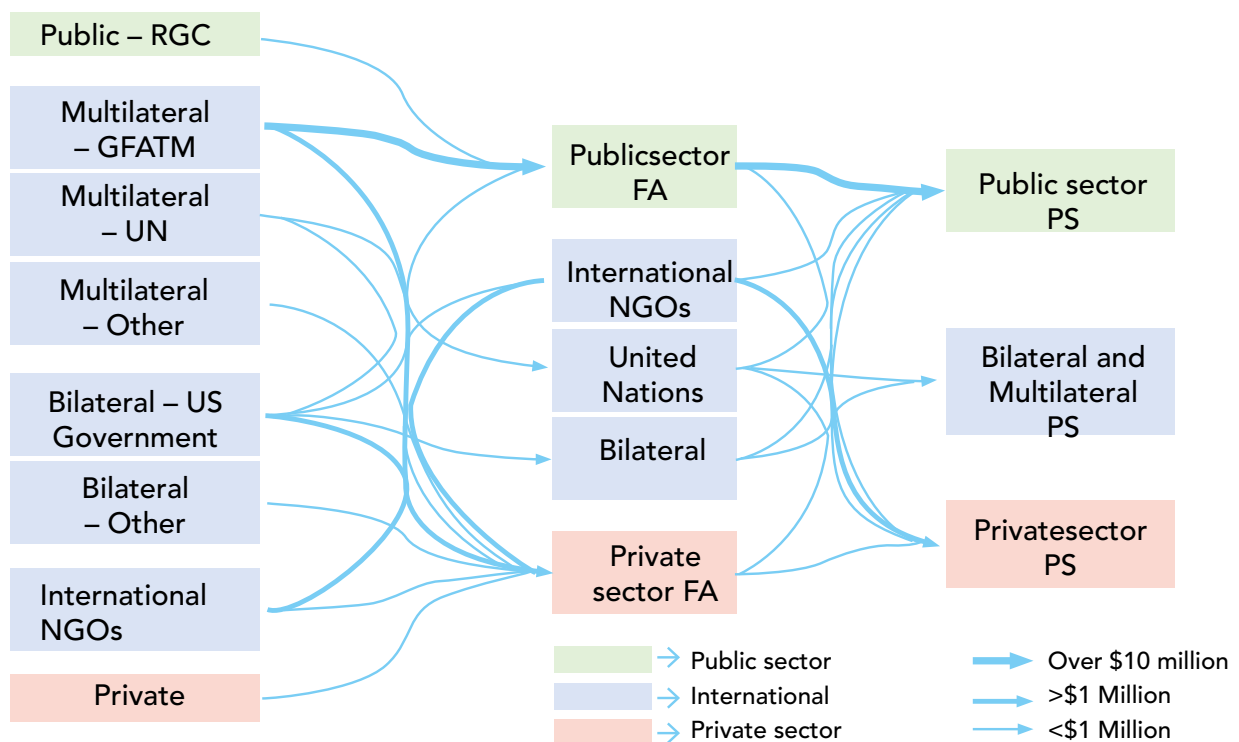 Public – RGC
Multilateral
– GFATM
Multilateral
– UN
Multilateral
– Other
Bilateral – US
Government
Bilateral
– Other
International
NGOs
Private
Publicsector
FA
International
NGOs
United
Nations
Bilateral
Private
sector FA
Public sector
PS
Bilateral and
Multilateral
PS
Privatesector
PS
Public sector
International
Private sector
Over $10 million
>$1 Million
<$1 Million